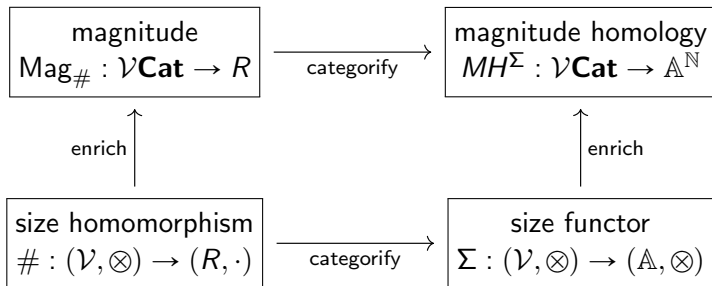 magnitude
Mag_# : 𝒱Cat → R
categorify
magnitude homology
MH^Σ : 𝒱Cat → 𝔸^ℕ
enrich
enrich
size homomorphism
# : (𝒱, ⊗) → (R, ·)
categorify
size functor
Σ : (𝒱, ⊗) → (𝔸, ⊗)